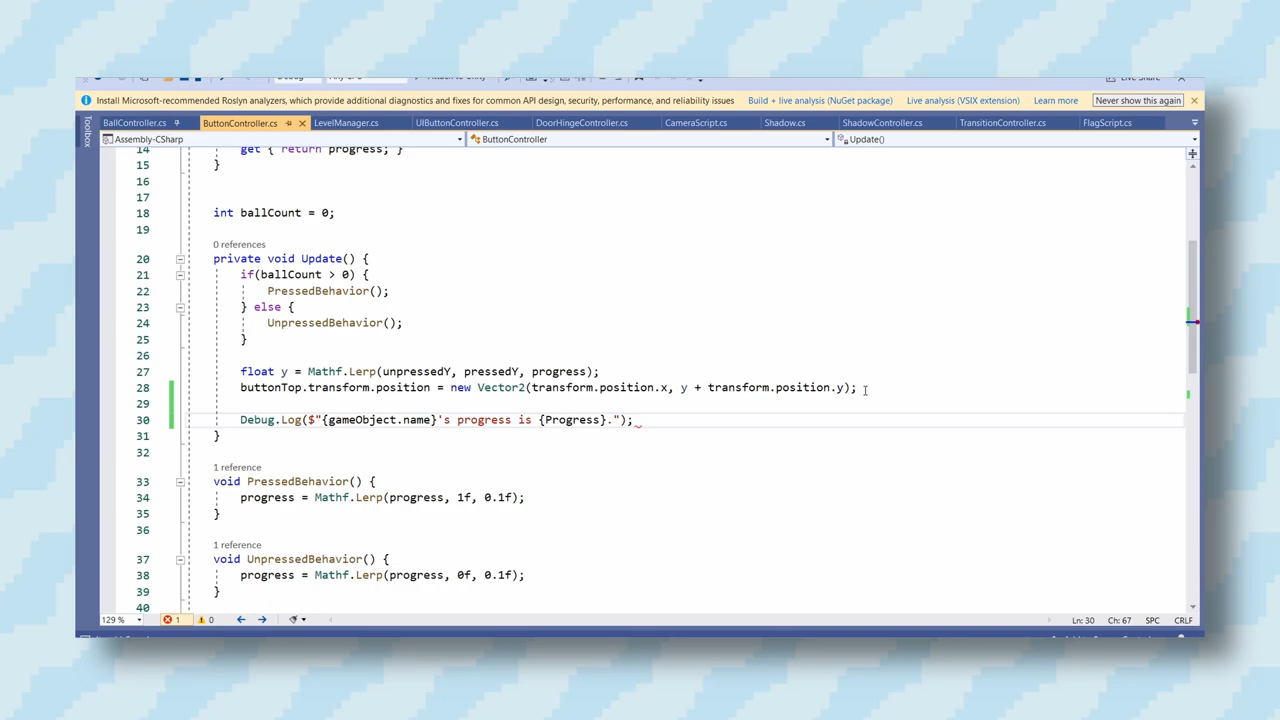 Install Microsoft-recommended Roslyn analyzers, which provide additional diagnostics and fixes for common API design, security, performance, and reliability issues Build + live analysis (NuGet package) Live analysis (VSIX extension) Learn more Never show this again
Toolbox
BallController.cs ButtonController.cs LevelManager.cs UIButtonController.cs DoorHingeController.cs CameraScript.cs Shadow.cs ShadowController.cs TransitionController.cs FlagScript.cs
Assembly-CSharp ButtonController Update()
14 get { return progress; }
15 }
16
17
18 int ballCount = 0;
19
0 references
20 private void Update() {
21 if(ballCount > 0) {
22 PressedBehavior();
23 } else {
24 UnpressedBehavior();
25 }
26
27 float y = Mathf.Lerp(unpressedY, pressedY, progress);
28 buttonTop.transform.position = new Vector2(transform.position.x, y + transform.position.y);
29
30 Debug.Log($"{gameObject.name}'s progress is {Progress}.");
31 }
32
1 reference
33 void PressedBehavior() {
34 progress = Mathf.Lerp(progress, 1f, 0.1f);
35 }
36
1 reference
37 void UnpressedBehavior() {
38 progress = Mathf.Lerp(progress, 0f, 0.1f);
39 }
40
129 % 1 0 Ln: 30 Ch: 67 SPC CRLF